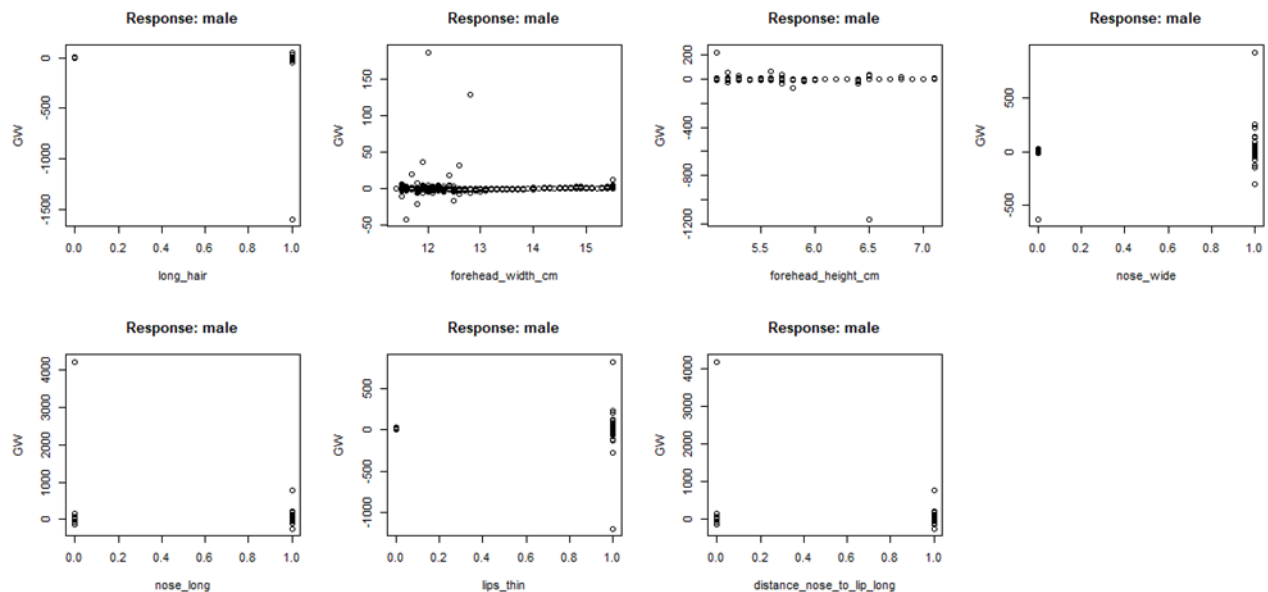 Response: male
GW
0
-500
-1000
-1500
0.0 0.2 0.4 0.6 0.8 1.0
long_hair
Response: male
GW
150
100
50
0
-50
12 13 14 15
forehead_width_cm
Response: male
GW
200
0
-200
-400
-800
-1200
5.5 6.0 6.5 7.0
forehead_height_cm
Response: male
GW
500
0
-500
0.0 0.2 0.4 0.6 0.8 1.0
nose_wide
Response: male
GW
4000
3000
2000
1000
0
0.0 0.2 0.4 0.6 0.8 1.0
nose_long
Response: male
GW
500
0
-500
-1000
0.0 0.2 0.4 0.6 0.8 1.0
lips_thin
Response: male
GW
4000
3000
2000
1000
0
0.0 0.2 0.4 0.6 0.8 1.0
distance_nose_to_lip_long